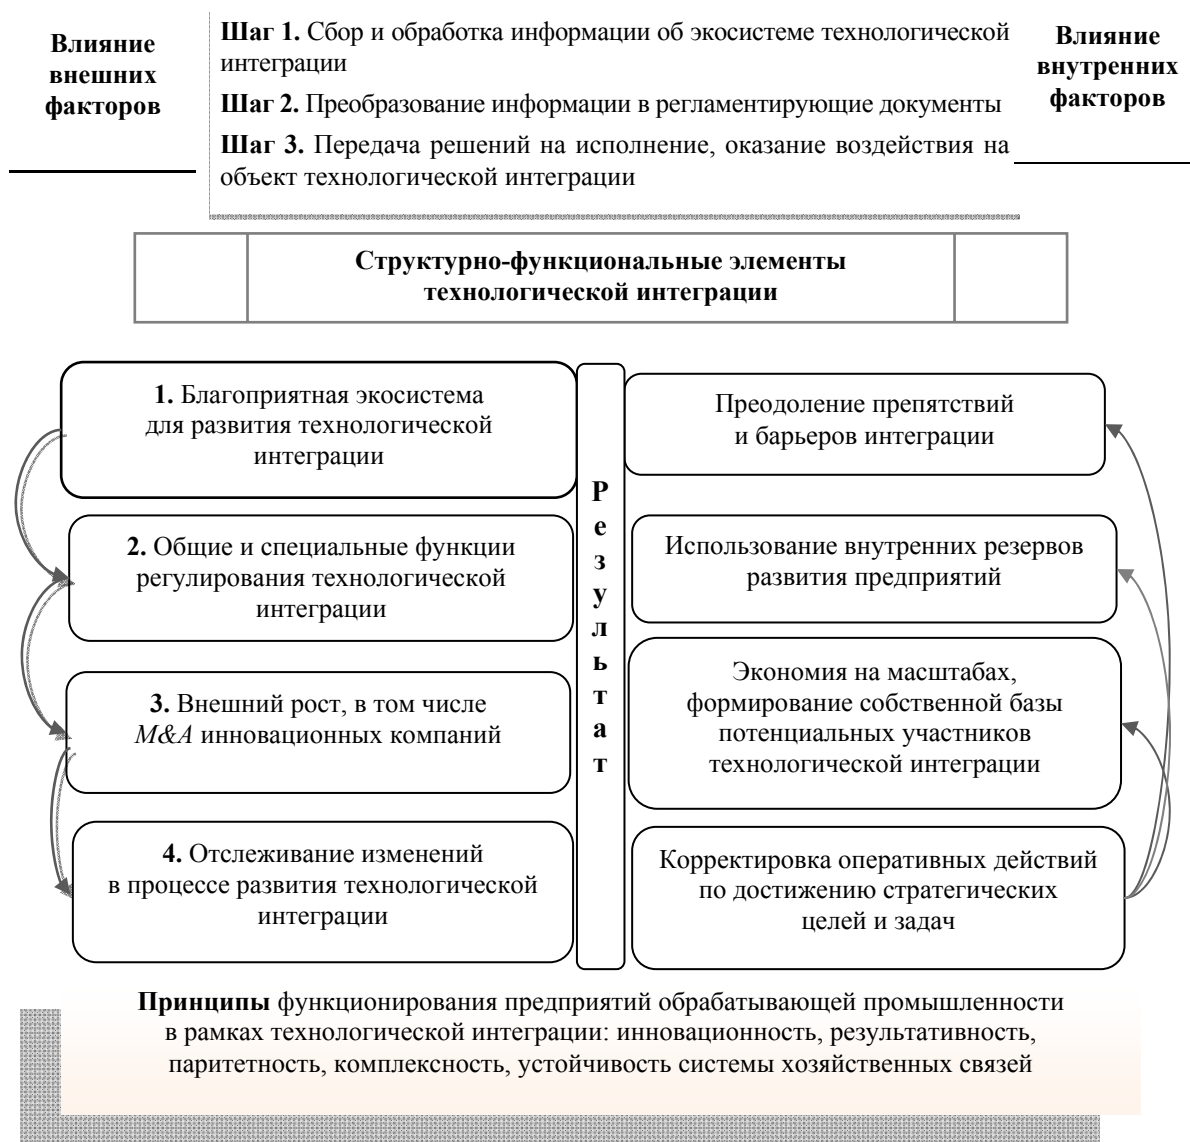 Влияние
внешних
факторов
Шаг 1. Сбор и обработка информации об экосистеме технологической
интеграции
Шаг 2. Преобразование информации в регламентирующие документы
Шаг 3. Передача решений на исполнение, оказание воздействия на
объект технологической интеграции
Влияние
внутренних
факторов
Структурно-функциональные элементы
технологической интеграции
1. Благоприятная экосистема
для развития технологической
интеграции
2. Общие и специальные функции
регулирования технологической
интеграции
3. Внешний рост, в том числе
M&A инновационных компаний
4. Отслеживание изменений
в процессе развития технологической
интеграции
Результат
Преодоление препятствий
и барьеров интеграции
Использование внутренних резервов
развития предприятий
Экономия на масштабах,
формирование собственной базы
потенциальных участников
технологической интеграции
Корректировка оперативных действий
по достижению стратегических
целей и задач
Принципы функционирования предприятий обрабатывающей промышленности
в рамках технологической интеграции: инновационность, результативность,
паритетность, комплексность, устойчивость системы хозяйственных связей